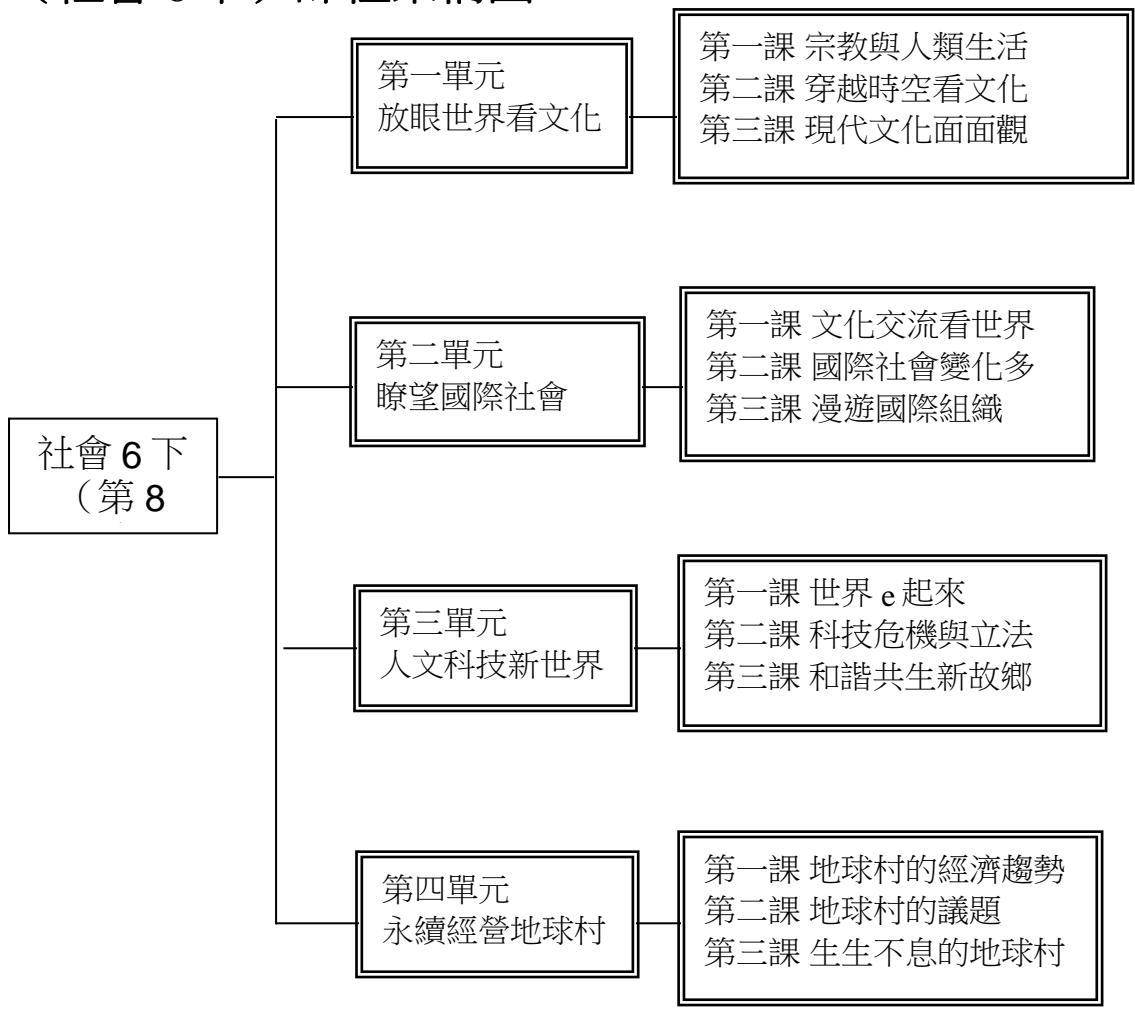 社會 6 下
（第 8
第一單元
放眼世界看文化
第一課 宗教與人類生活
第二課 穿越時空看文化
第三課 現代文化面面觀
第二單元
瞭望國際社會
第一課 文化交流看世界
第二課 國際社會變化多
第三課 漫遊國際組織
第三單元
人文科技新世界
第一課 世界 e 起來
第二課 科技危機與立法
第三課 和諧共生新故鄉
第四單元
永續經營地球村
第一課 地球村的經濟趨勢
第二課 地球村的議題
第三課 生生不息的地球村